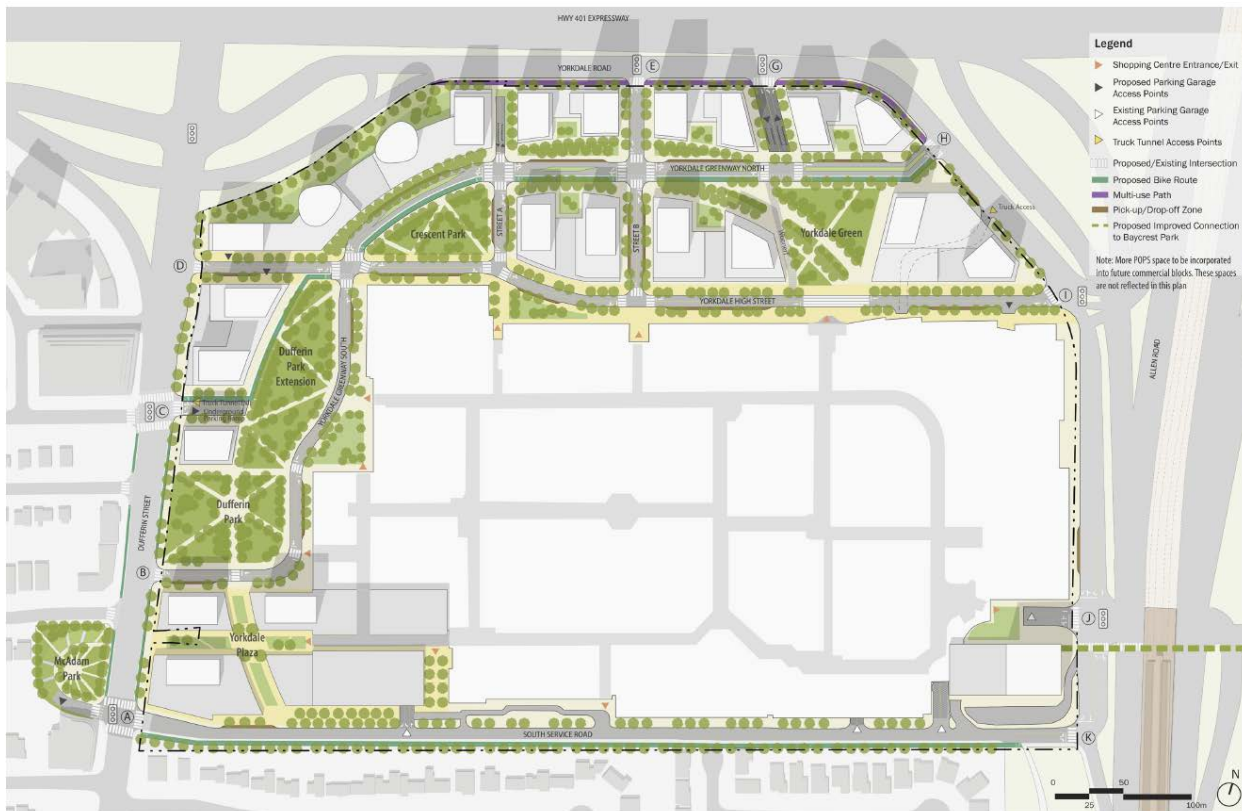 HWY 401 EXPRESSWAY
YORKDALE ROAD
E
G
Legend
Shopping Centre Entrance/Exit
Proposed Parking Garage
Access Points
Existing Parking Garage
Access Points
Truck Tunnel Access Points
Proposed/Existing Intersection
Proposed Bike Route
Multi-use Path
Pick-up/Drop-off Zone
Proposed Improved Connection
to Baycrest Park
Note: More POPS space to be incorporated
into future commercial blocks. These spaces
are not reflected in this plan
H
YORKDALE GREENWAY NORTH
Truck Access
STREET A
Crescent Park
STREET B
Yorkdale Green
D
I
YORKDALE HIGH STREET
Dufferin
Park
Extension
YORKDALE GREENWAY SOUTH
ALLEN ROAD
C
Truck Tunnel &
Underground
DUFFERIN STREET
Dufferin
Park
B
J
Yorkdale
Plaza
McAdam
Park
A
SOUTH SERVICE ROAD
K
0
50
25
100m
N